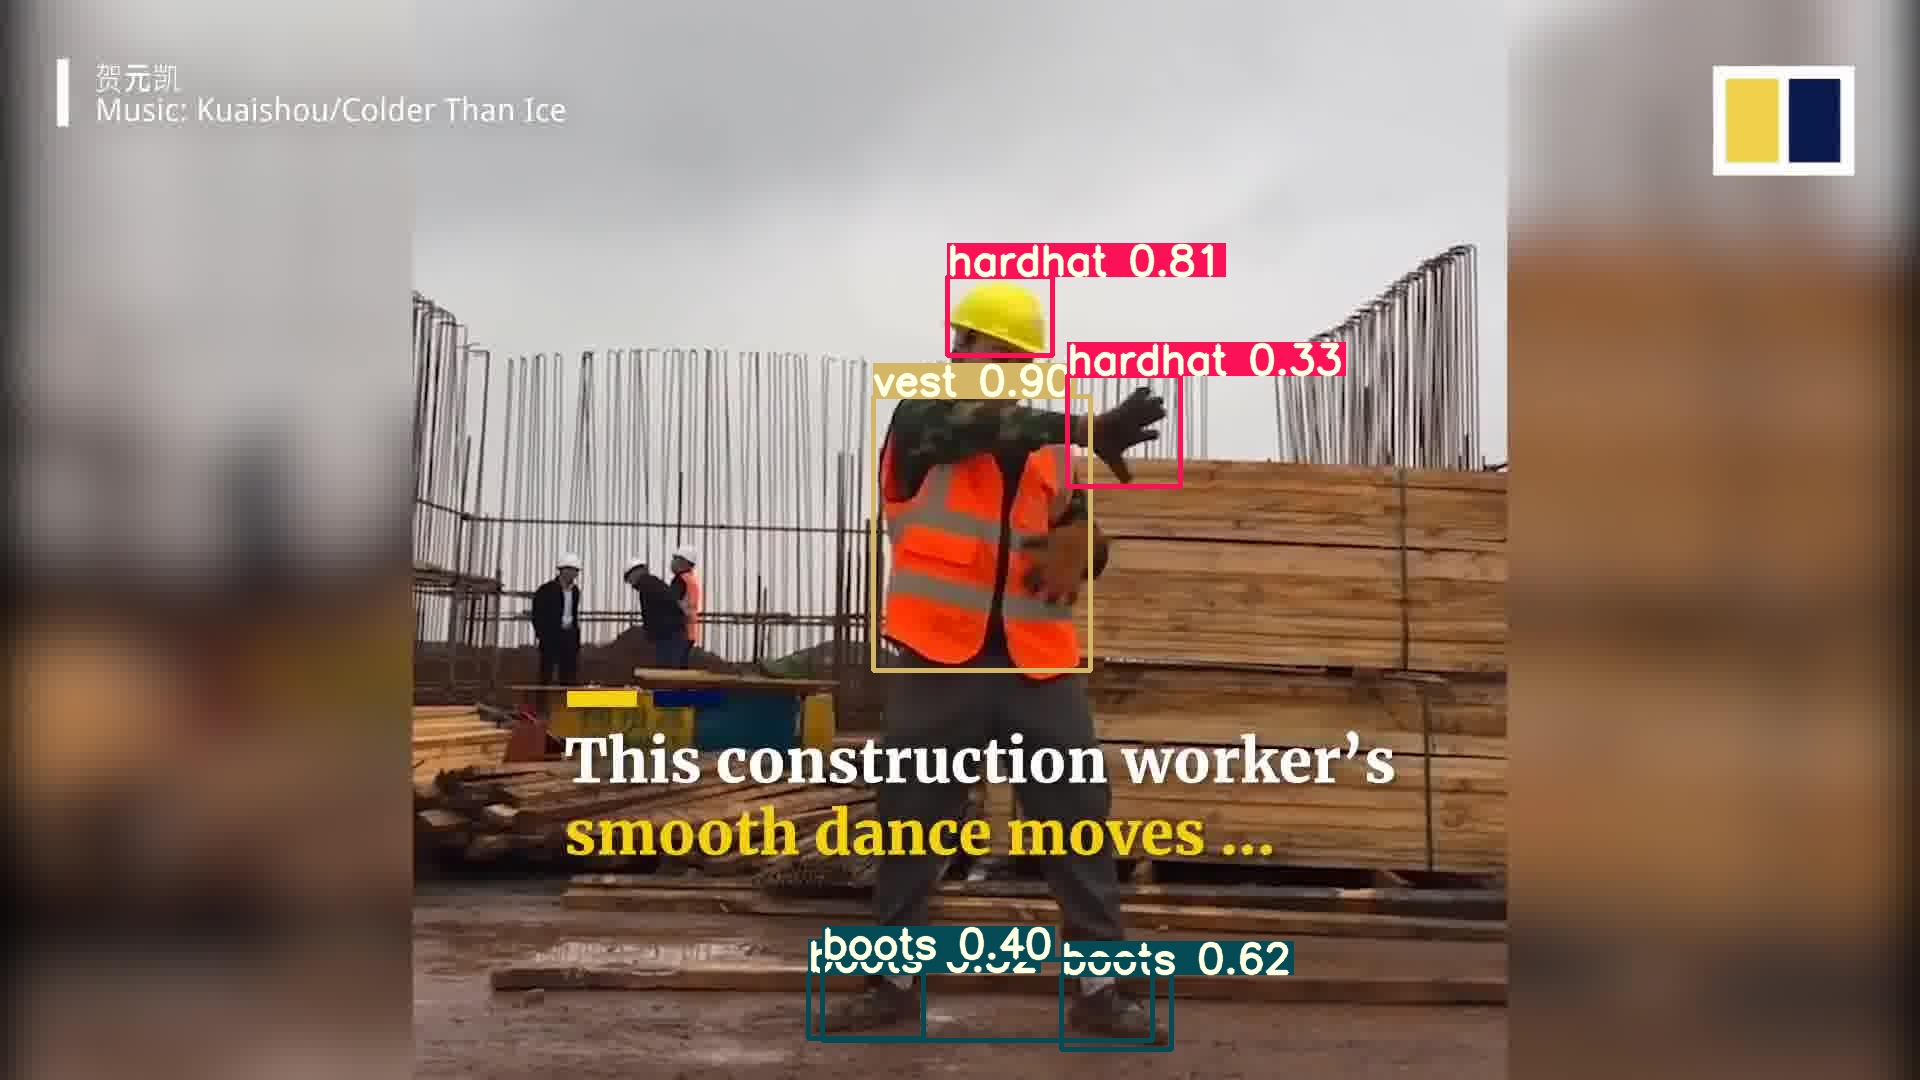 贺元凯
Music: Kuaishou/Colder Than Ice
hardhat 0.81
hardhat 0.33
vest 0.90
This construction worker's
smooth dance moves ...
boots 0.40
boots 0.62